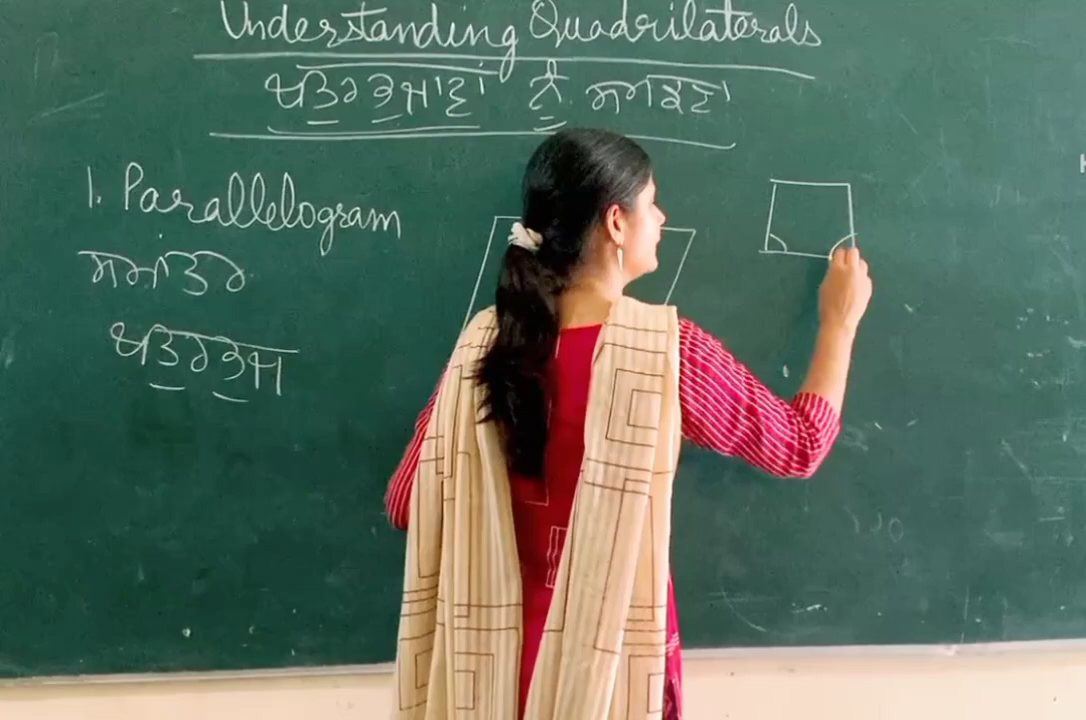 Understanding Quadrilaterals
ਚਤੁਰਭੁਜਾਂ ਨੂੰ ਸਮਝਣਾ
1. Parallelogram
ਸਮਾਂਤਰ
ਚਤੁਰਭੁਜ